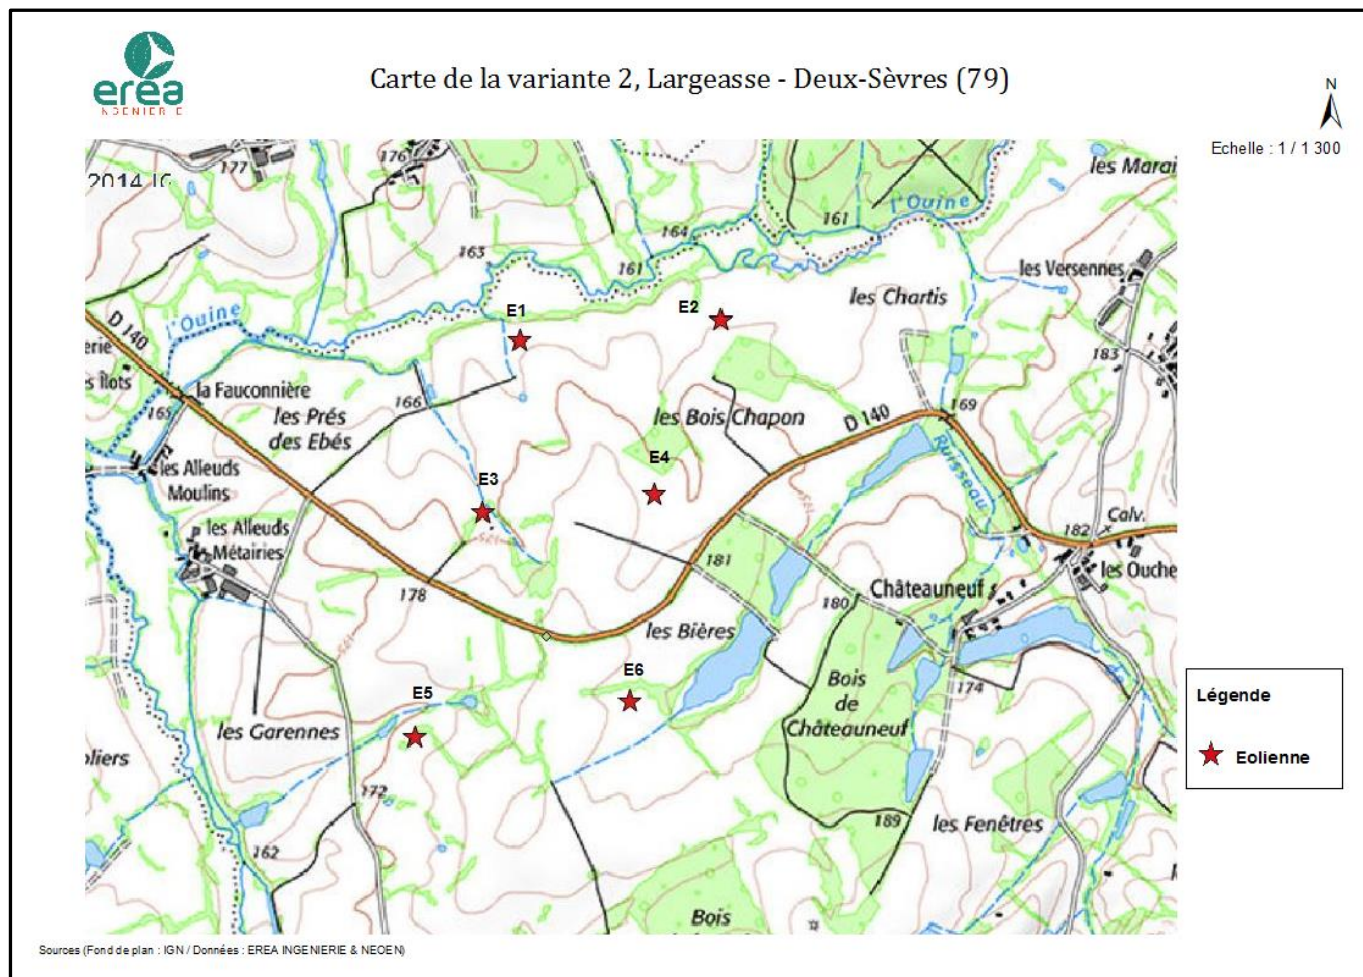 erea
INGENIERIE
Carte de la variante 2, Largeasse - Deux-Sèvres (79)
N
Echelle : 1 / 1 300
177
176
2014
les Marai
l'Ouine
161
164
163
161
les Versennes
les Chartis
E1
E2
l'Ouine
D 140
183
la Fauconnière
165
166
les Prés
des Ebés
les Bois Chapon
D 140
169
les Alleuds
Moulins
E4
E3
Ruisseau
Calv.
182
les Alleuds
Métairies
181
les Ouche
178
180
Châteauneuf
les Bières
E6
E5
174
Bois
de
Châteauneuf
les Garennes
172
189
les Fenêtres
162
Bois
Légende
Eolienne
Sources (Fond de plan : IGN / Données : EREA INGENIERIE & NEOEN)